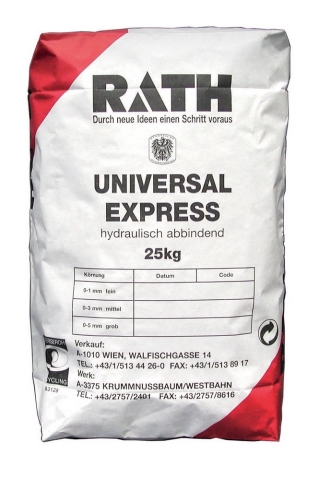 RATH
Durch neue Ideen einen Schritt voraus
UNIVERSAL
EXPRESS
hydraulisch abbindend
25kg
Körnung Datum Code
0-1 mm fein
0-3 mm mittel
0-5 mm grob
Verkauf:
A-1010 WIEN, WALFISCHGASSE 14
TEL.: +43/1/513 44 26-0 FAX: +43/1/513 89 17
Werk:
A-3375 KRUMMNUSSBAUM/WESTBAHN
TEL.: +43/2757/2401 FAX: +43/2757/8616